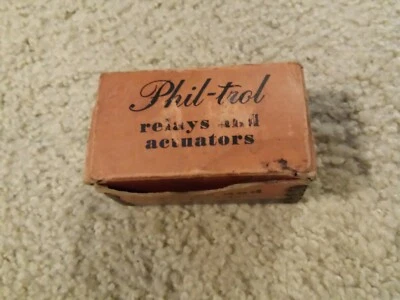 Phil-trol
relays and
actuators